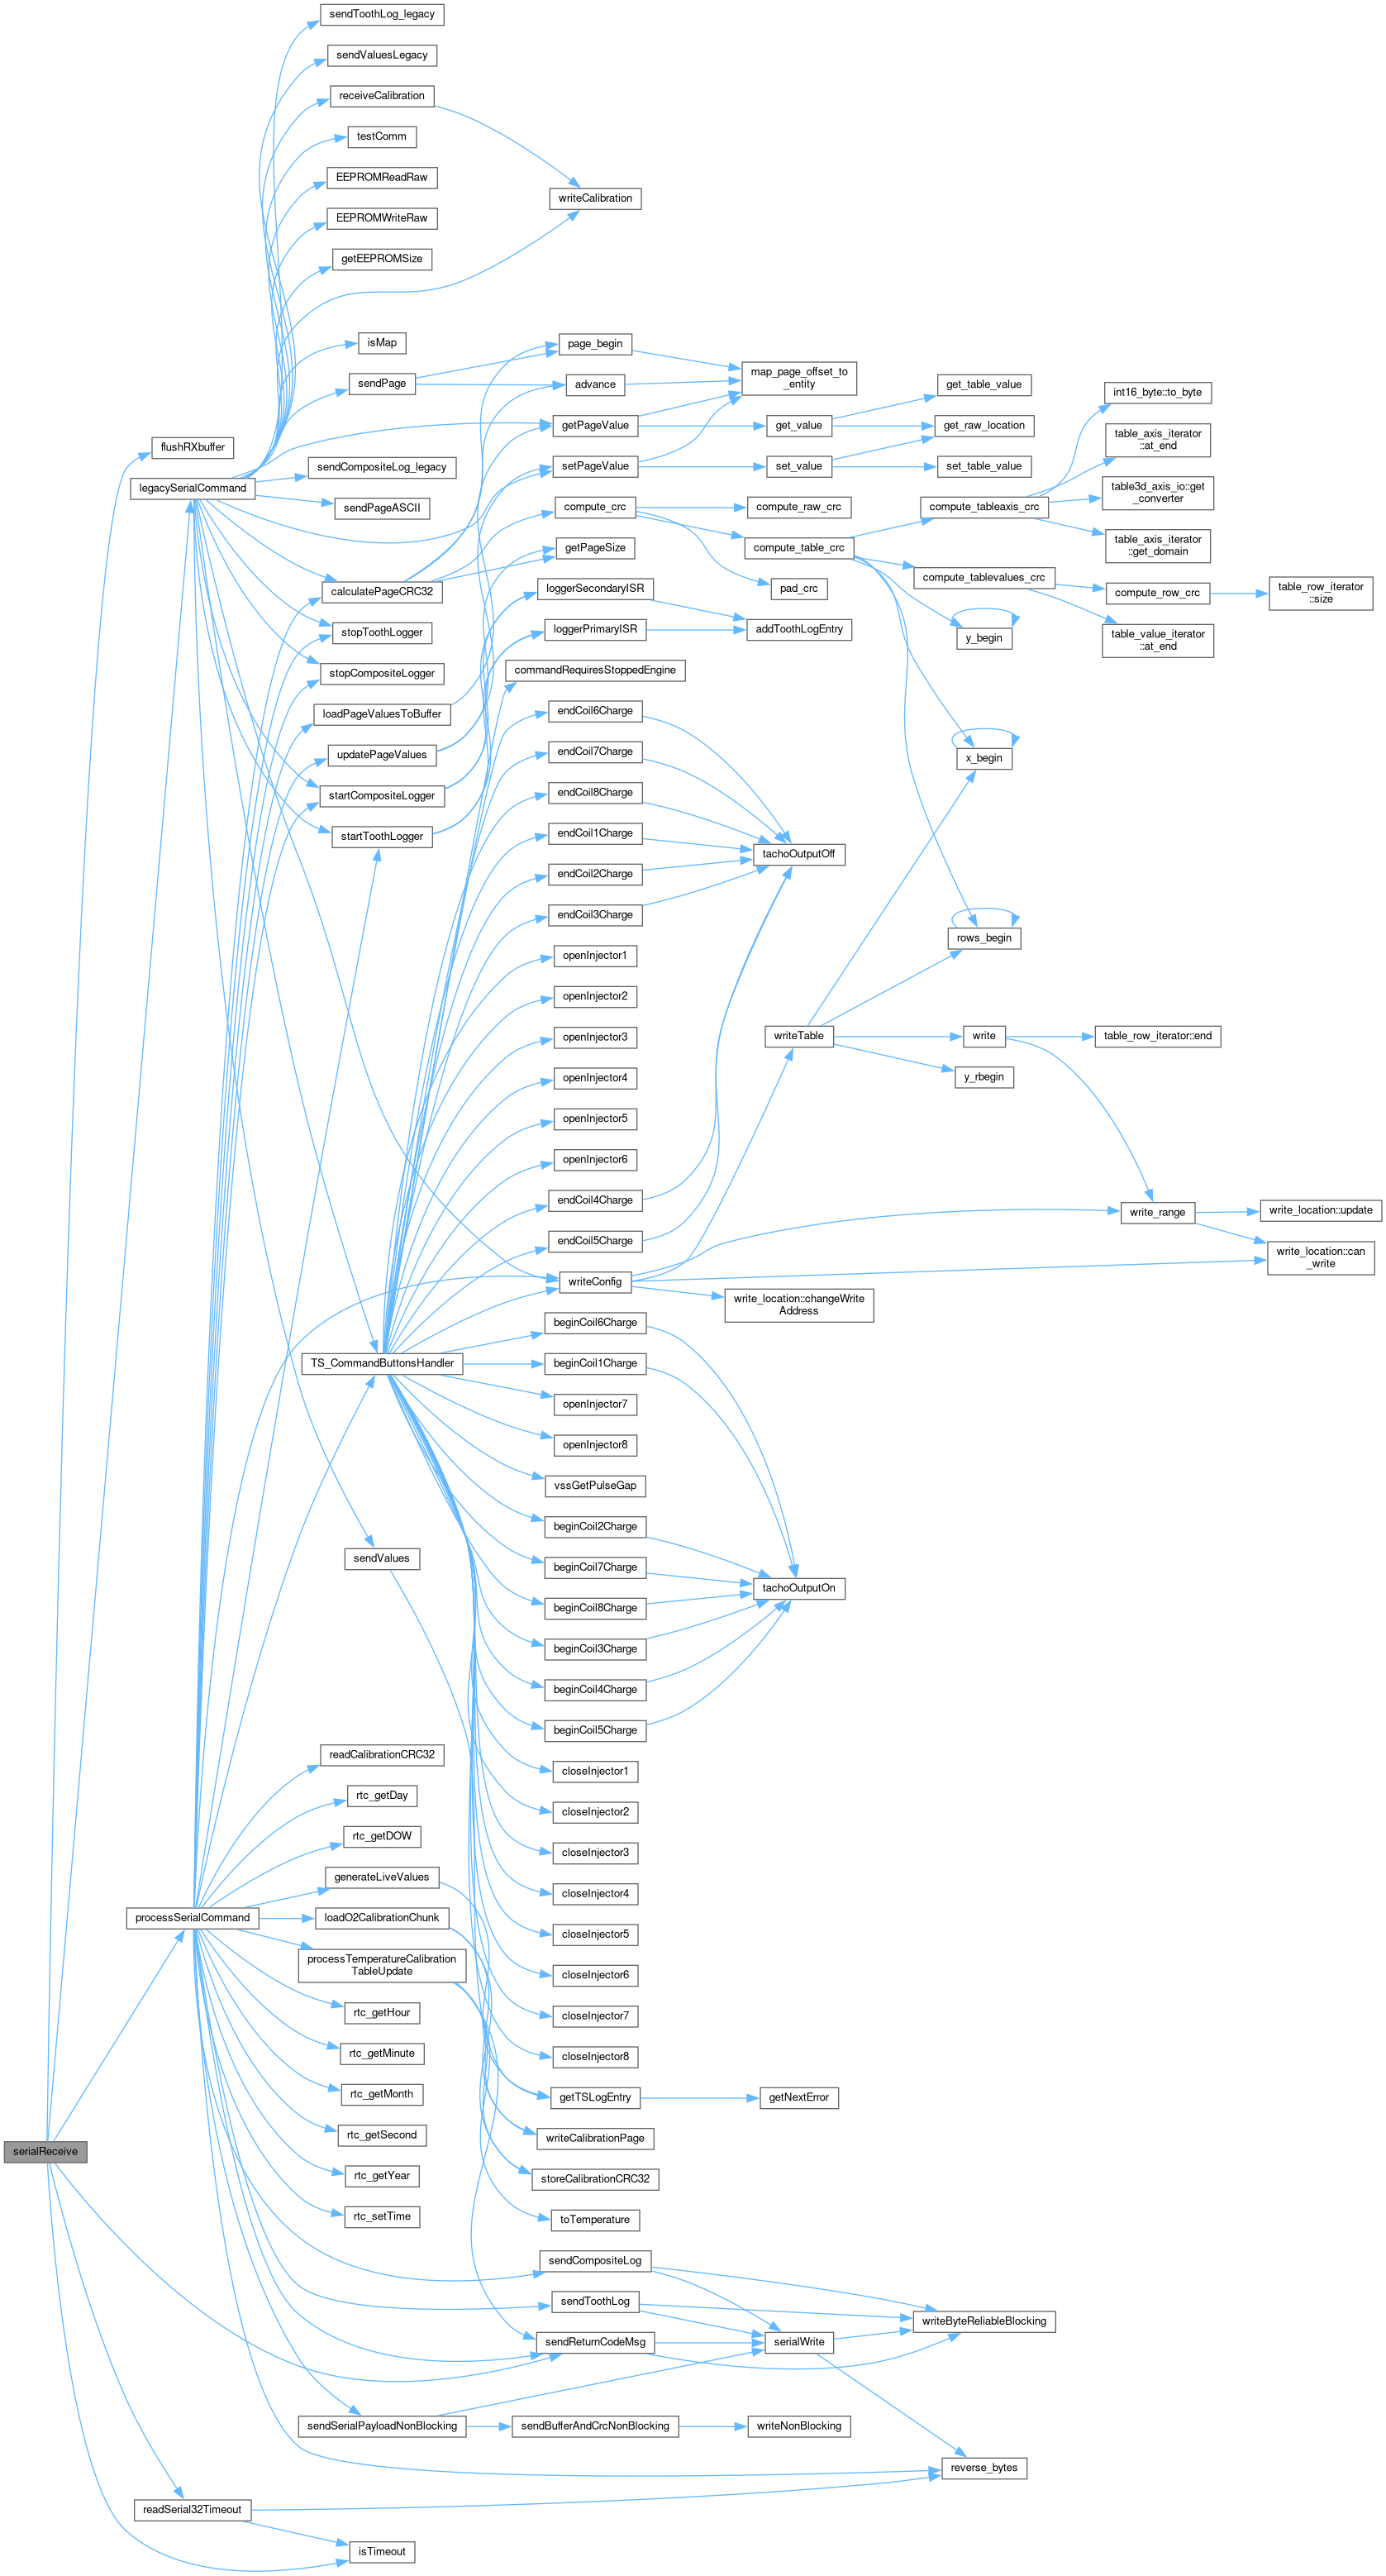 sendToothLog_legacy
sendValuesLegacy
receiveCalibration
testComm
EEPROMReadRaw
writeCalibration
EEPROMWriteRaw
getEEPROMSize
isMap
page_begin
sendPage
advance
map_page_offset_to
_entity
get_table_value
int16_byte::to_byte
getPageValue
get_value
get_raw_location
flushRXbuffer
table_axis_iterator
::at_end
sendCompositeLog_legacy
setPageValue
set_value
set_table_value
legacySerialCommand
table3d_axis_io::get
_converter
sendPageASCII
compute_crc
compute_raw_crc
compute_tableaxis_crc
getPageSize
compute_table_crc
table_axis_iterator
::get_domain
calculatePageCRC32
loggerSecondaryISR
pad_crc
compute_tablevalues_crc
compute_row_crc
table_row_iterator
::size
stopToothLogger
loggerPrimaryISR
addToothLogEntry
y_begin
table_value_iterator
::at_end
stopCompositeLogger
commandRequiresStoppedEngine
loadPageValuesToBuffer
endCoil6Charge
updatePageValues
endCoil7Charge
x_begin
startCompositeLogger
endCoil8Charge
startToothLogger
endCoil1Charge
tachoOutputOff
endCoil2Charge
endCoil3Charge
rows_begin
openInjector1
openInjector2
openInjector3
writeTable
write
table_row_iterator::end
openInjector4
y_rbegin
openInjector5
openInjector6
endCoil4Charge
write_range
write_location::update
endCoil5Charge
write_location::can
_write
writeConfig
write_location::changeWrite
Address
beginCoil6Charge
TS_CommandButtonsHandler
beginCoil1Charge
openInjector7
openInjector8
vssGetPulseGap
beginCoil2Charge
sendValues
beginCoil7Charge
tachoOutputOn
beginCoil8Charge
beginCoil3Charge
beginCoil4Charge
beginCoil5Charge
readCalibrationCRC32
closeInjector1
rtc_getDay
closeInjector2
rtc_getDOW
closeInjector3
generateLiveValues
closeInjector4
processSerialCommand
loadO2CalibrationChunk
closeInjector5
processTemperatureCalibration
TableUpdate
closeInjector6
rtc_getHour
closeInjector7
rtc_getMinute
closeInjector8
rtc_getMonth
getTSLogEntry
getNextError
rtc_getSecond
writeCalibrationPage
serialReceive
rtc_getYear
storeCalibrationCRC32
rtc_setTime
toTemperature
sendCompositeLog
sendToothLog
writeByteReliableBlocking
sendReturnCodeMsg
serialWrite
sendSerialPayloadNonBlocking
sendBufferAndCrcNonBlocking
writeNonBlocking
reverse_bytes
readSerial32Timeout
isTimeout